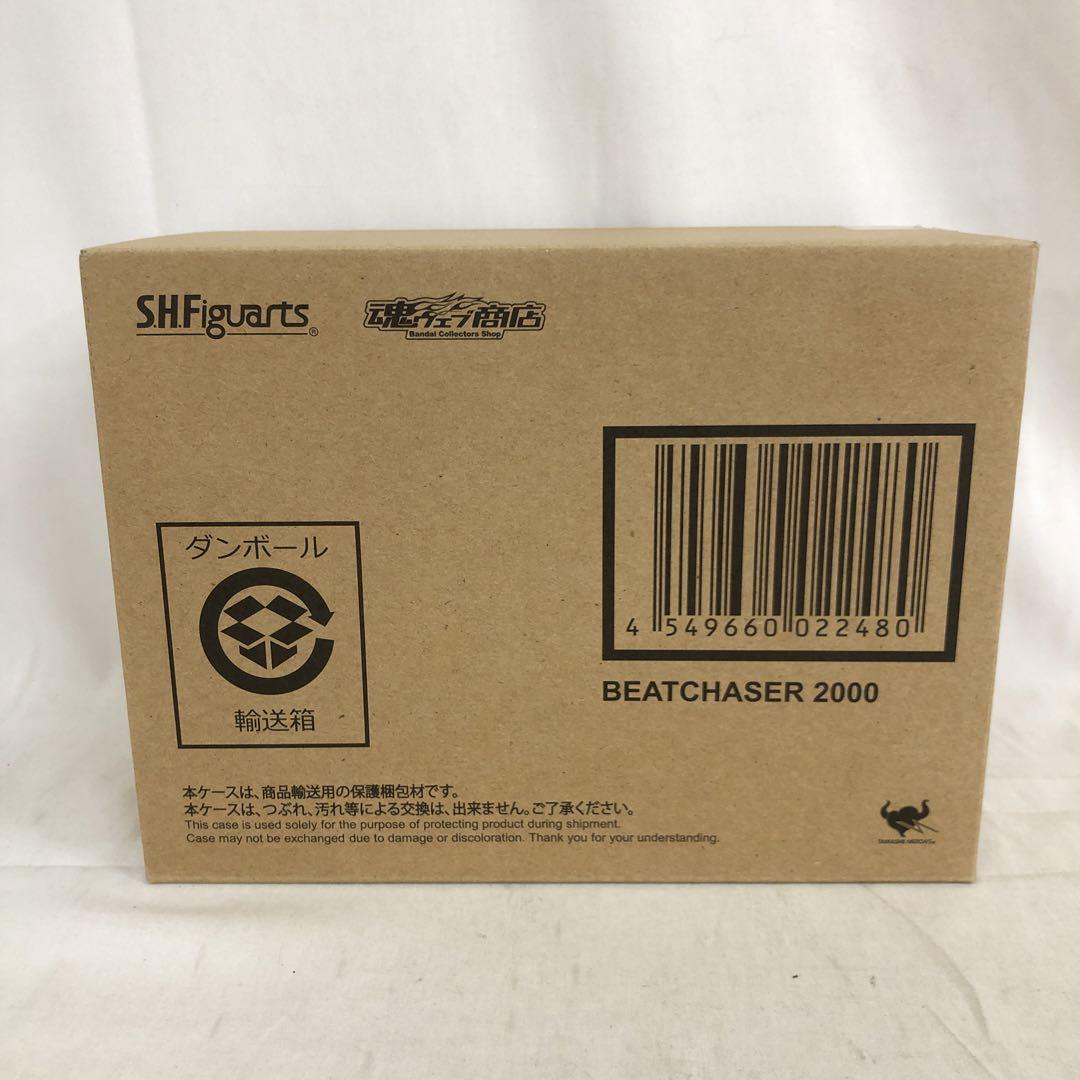 S.H.Figuarts®
魂ウェブ商店
Bandai Collectors Shop
4 549660 022480
BEATCHASER 2000
ダンボール
輸送箱
本ケースは、商品輸送用の保護梱包材です。
本ケースは、つぶれ、汚れ等による交換は、出来ません。ご了承ください。
This case is used solely for the purpose of protecting product during shipment.
Case may not be exchanged due to damage or discoloration. Thank you for your understanding.
TAMASHII NATIONS